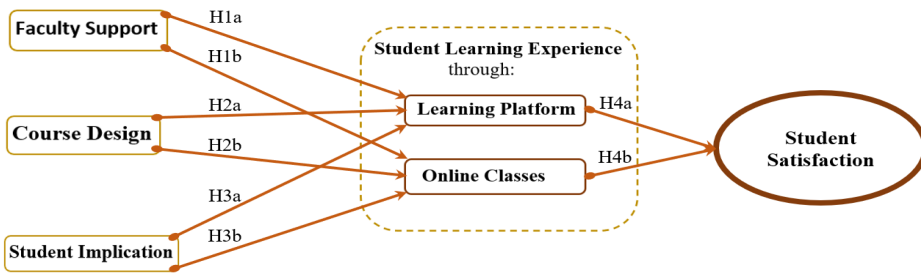 Faculty Support
H1a
H1b
Student Learning Experience
through:
Course Design
H2a
H2b
Learning Platform
H4a
Online Classes
H4b
Student
Satisfaction
H3a
H3b
Student Implication